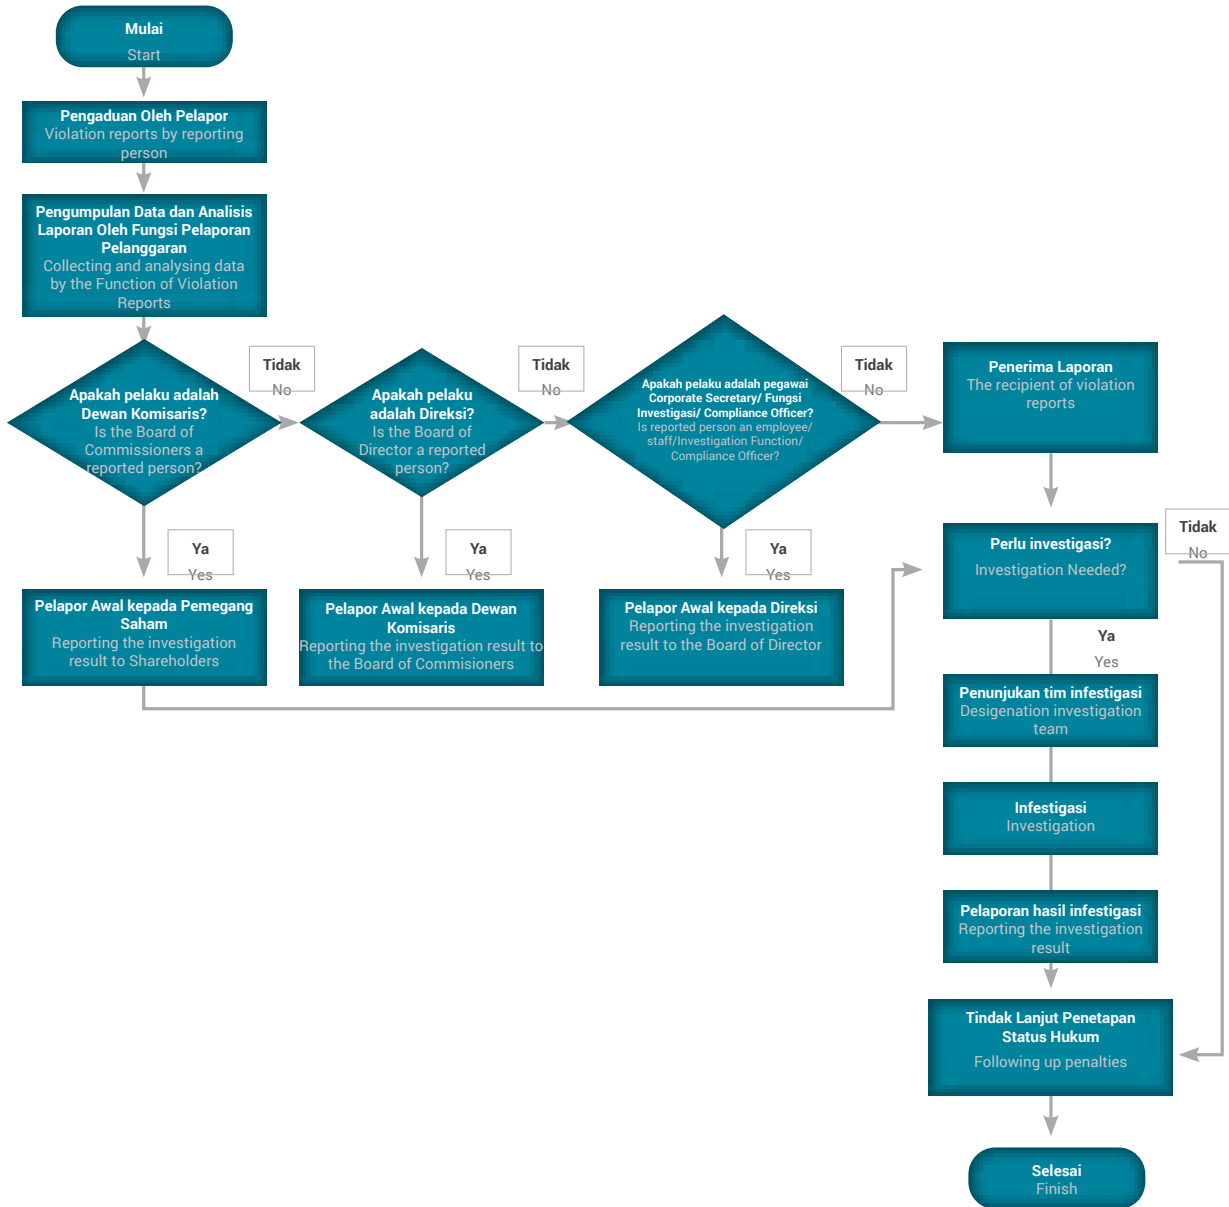 Mulai
Start
Pengaduan Oleh Pelapor
Violation reports by reporting
person
Pengumpulan Data dan Analisis
Laporan Oleh Fungsi Pelaporan
Pelanggaran
Collecting and analysing data
by the Function of Violation
Reports
Apakah pelaku adalah
Dewan Komisaris?
Is the Board of
Commissioners a
reported person?
Tidak
No
Apakah pelaku
adalah Direksi?
Is the Board of
Director a reported
person?
Tidak
No
Apakah pelaku adalah pegawai
Corporate Secretary/ Fungsi
Investigasi/ Compliance Officer?
Is reported person an employee/
staff/Investigation Function/
Compliance Officer?
Tidak
No
Penerima Laporan
The recipient of violation
reports
Ya
Yes
Ya
Yes
Ya
Yes
Pelapor Awal kepada Pemegang
Saham
Reporting the investigation
result to Shareholders
Pelapor Awal kepada Dewan
Komisaris
Reporting the investigation result to
the Board of Commisioners
Pelapor Awal kepada Direksi
Reporting the investigation
result to the Board of Director
Perlu investigasi?
Investigation Needed?
Tidak
No
Ya
Yes
Penunjukan tim infestigasi
Desigenation investigation
team
Infestigasi
Investigation
Pelaporan hasil infestigasi
Reporting the investigation
result
Tindak Lanjut Penetapan
Status Hukum
Following up penalties
Selesai
Finish